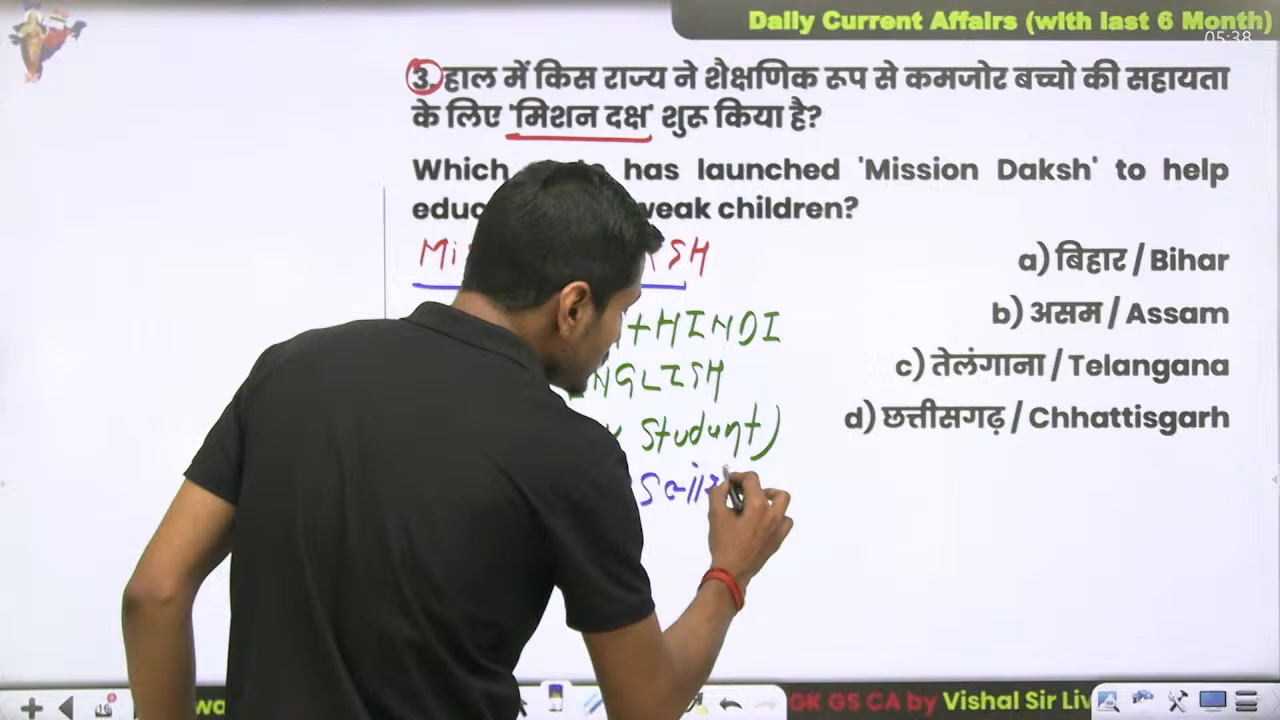 Daily Current Affairs (with last 6 Month)
05:38
3. हाल में किस राज्य ने शैक्षणिक रूप से कमजोर बच्चो की सहायता
के लिए 'मिशन दक्ष' शुरू किया है?
Which has launched 'Mission Daksh' to help
weak children?
SH
a) बिहार / Bihar
+HINDI
b) असम / Assam
NGLISH
c) तेलंगाना / Telangana
Student)
d) छत्तीसगढ़ / Chhattisgarh
GK GS CA by Vishal Sir Liv